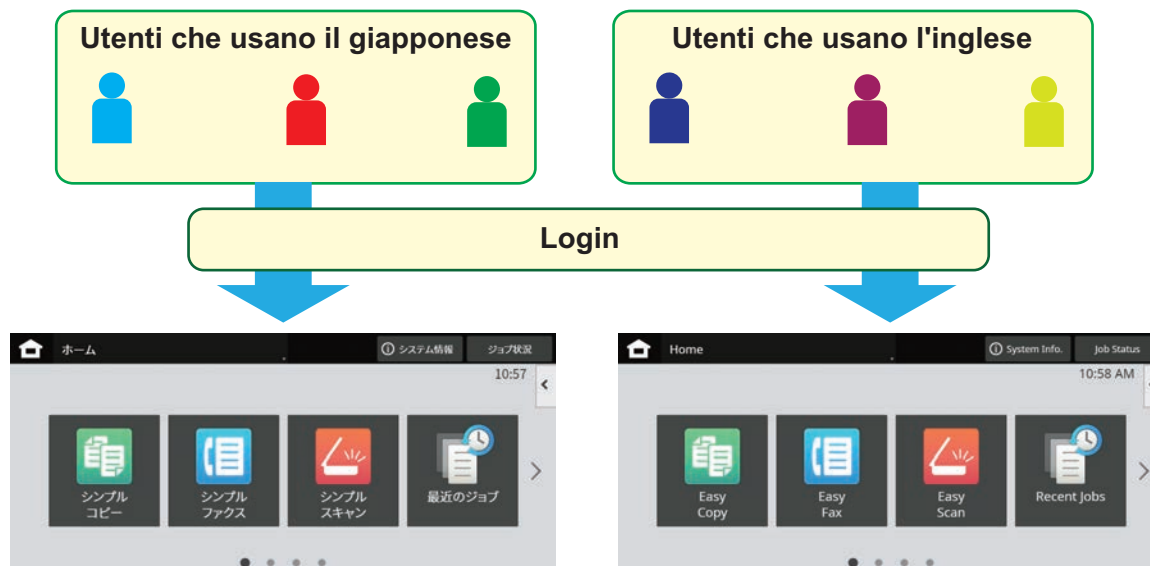 Utenti che usano il giapponese
Utenti che usano l'inglese
Login
ホーム
システム情報
ジョブ状況
10:57
シンプル
コピー
シンプル
ファクス
シンプル
スキャン
最近のジョブ
Home
System Info.
Job Status
10:58 AM
Easy
Copy
Easy
Fax
Easy
Scan
Recent Jobs